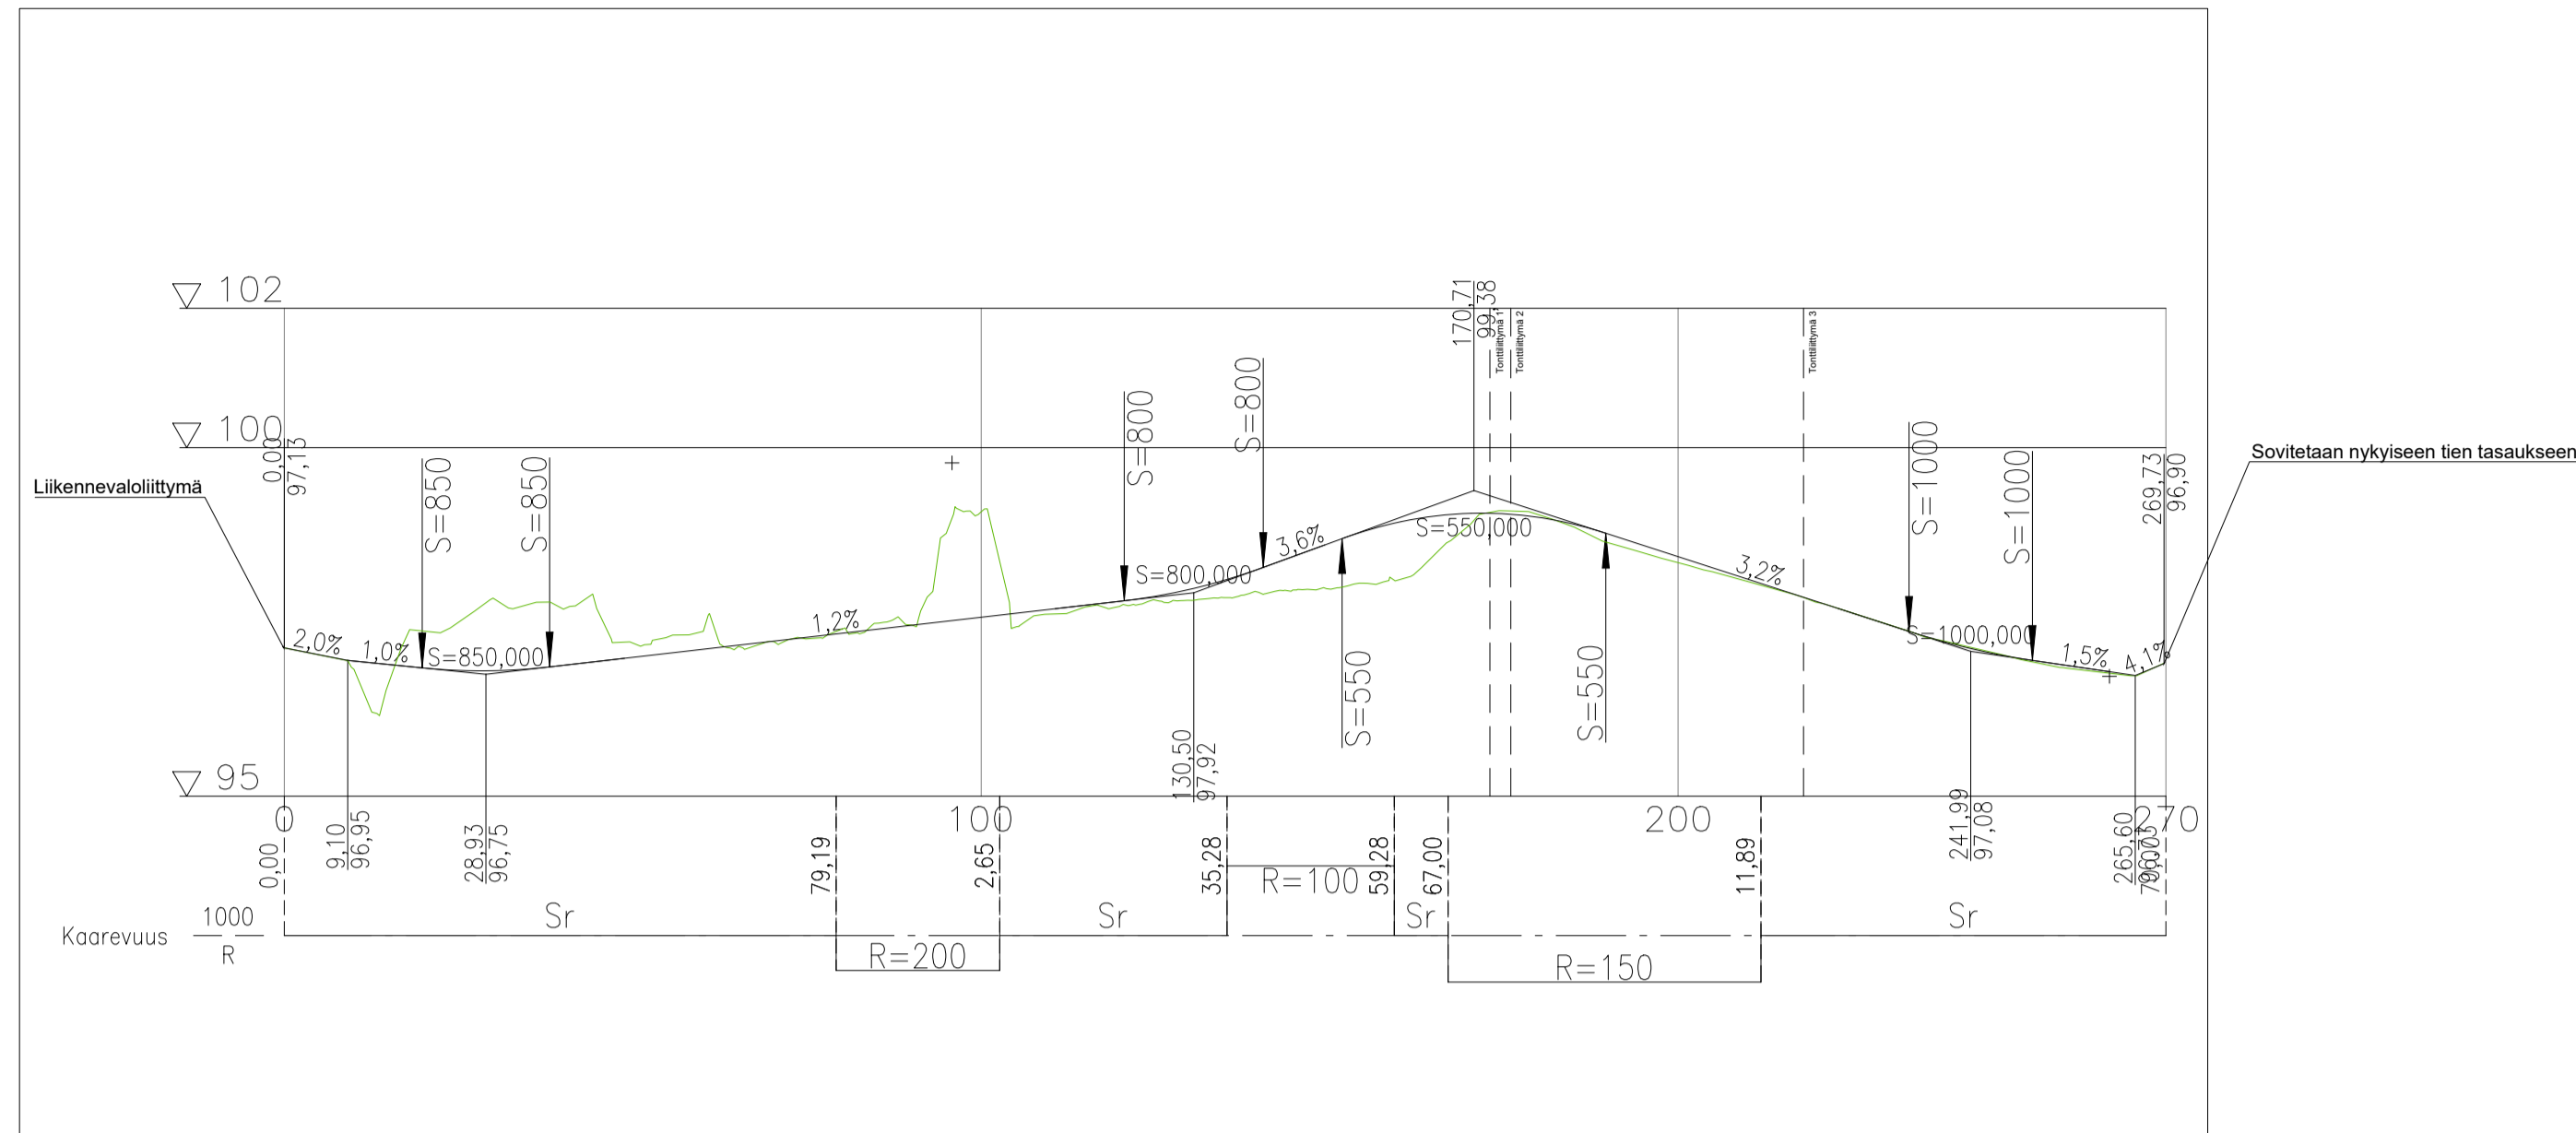 102
170,71
99,38
Tonttiliittymä 1
Tonttiliittymä 2
Tonttiliittymä 3
100
0,00
97,13
Liikennevaloliittymä
S=850
S=850
S=800
S=800
S=1000
S=1000
269,73
96,90
Sovitetaan nykyiseen tien tasaukseen
2,0%
1,0%
S=850,000
1,2%
S=800,000
3,6%
S=550,000
3,2%
S=1000,000
1,5%
4,1%
S=550
S=550
130,50
97,92
95
0
100
200
270
0,00
9,10
96,95
28,93
96,75
79,19
2,65
35,28
R=100
59,28
67,00
11,89
241,99
97,08
265,60
Kaarevuus
1000
R
Sr
Sr
Sr
Sr
R=200
R=150